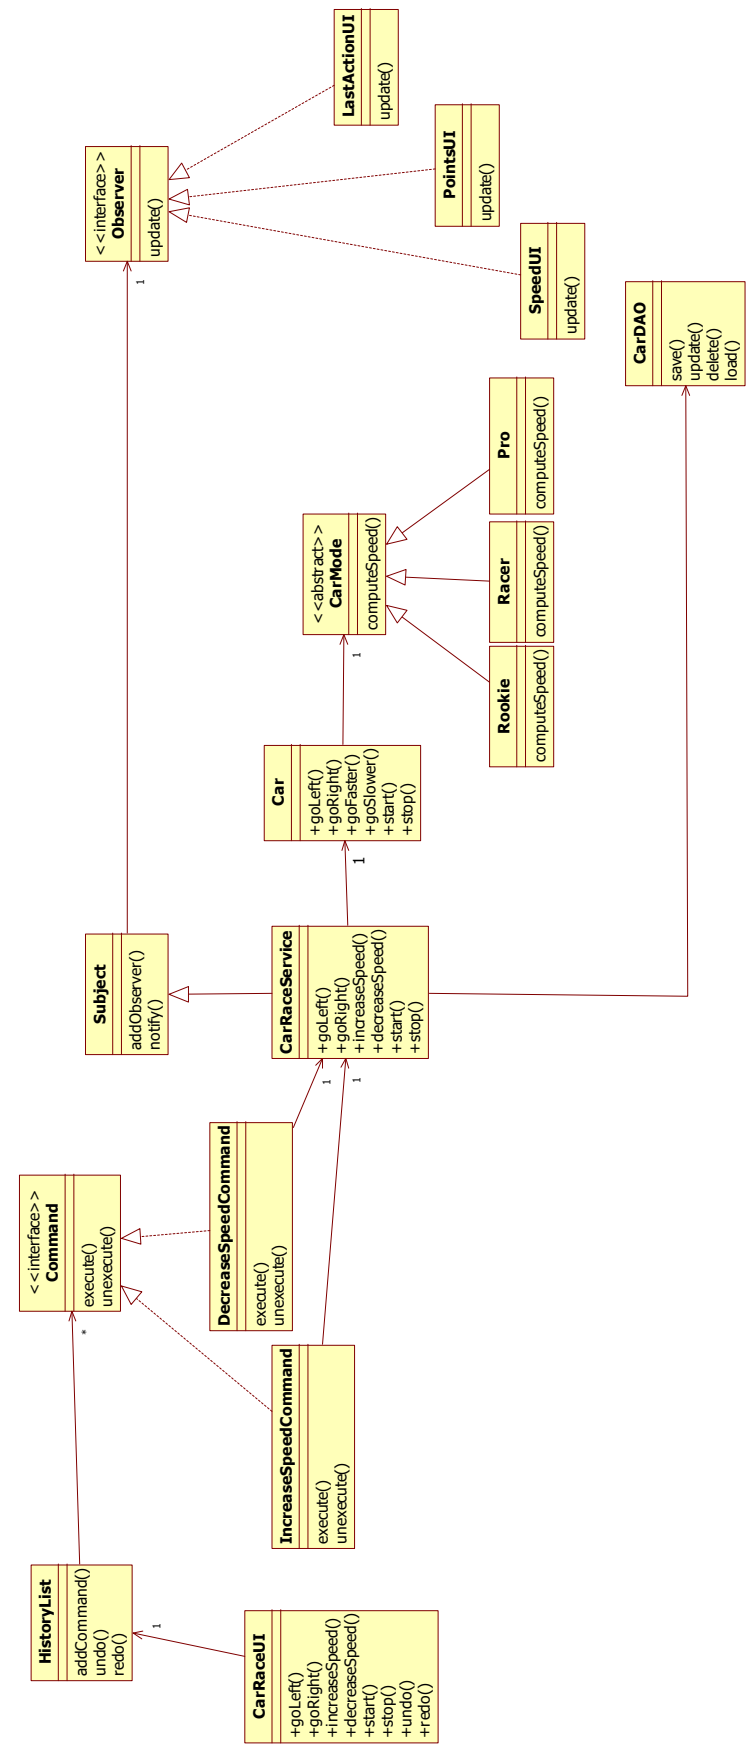 CarRaceUI
+goLeft()
+goRight()
+increaseSpeed()
+decreaseSpeed()
+start()
+stop()
+undo()
+redo()
1
HistoryList
addCommand()
undo()
redo()
*
<<interface>>
Command
execute()
unexecute()
IncreaseSpeedCommand
execute()
unexecute()
DecreaseSpeedCommand
execute()
unexecute()
1
1
Subject
addObserver()
notify()
CarRaceService
+goLeft()
+goRight()
+increaseSpeed()
+decreaseSpeed()
+start()
+stop()
1
Car
+goLeft()
+goRight()
+goFaster()
+goSlower()
+start()
+stop()
1
<<abstract>>
CarMode
computeSpeed()
Rookie
computeSpeed()
Racer
computeSpeed()
Pro
computeSpeed()
1
<<interface>>
Observer
update()
SpeedUI
update()
PointsUI
update()
LastActionUI
update()
CarDAO
save()
update()
delete()
load()